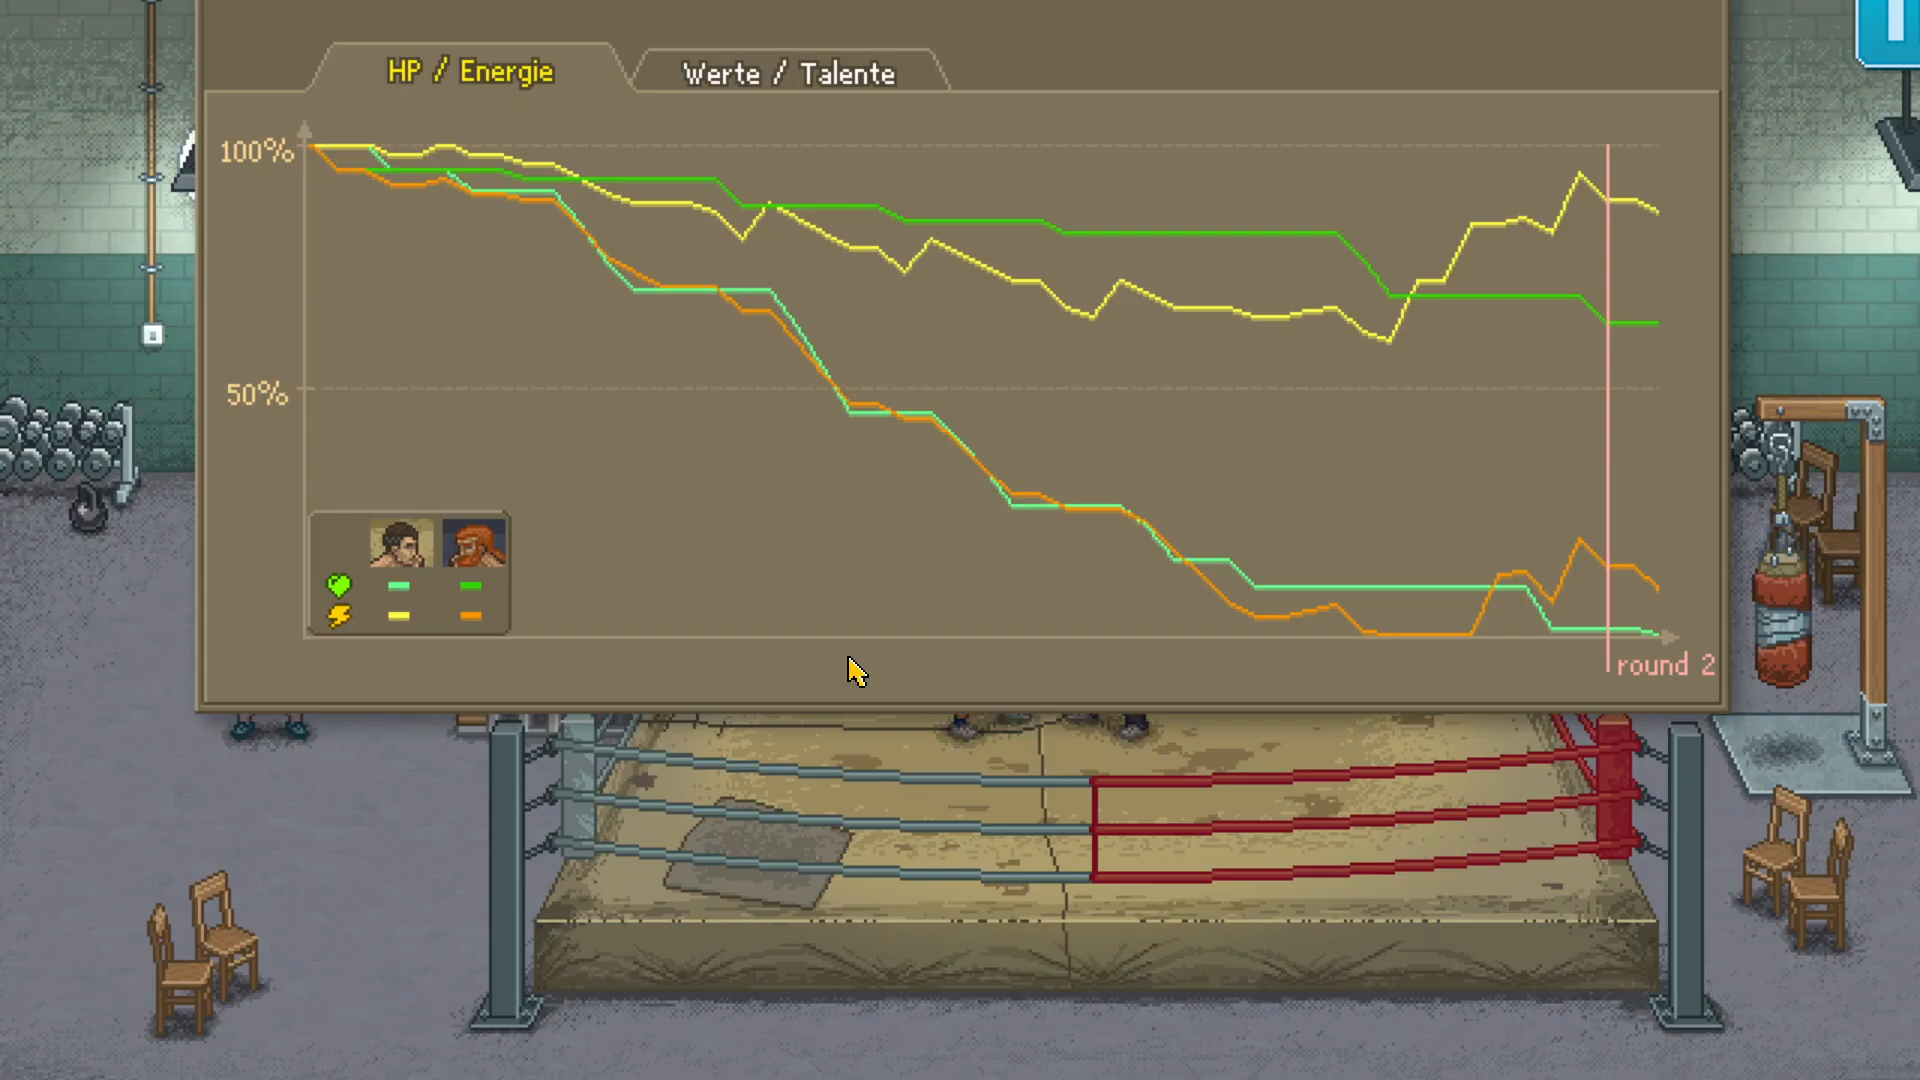 HP / Energie
Werte / Talente
100%
50%
round 2